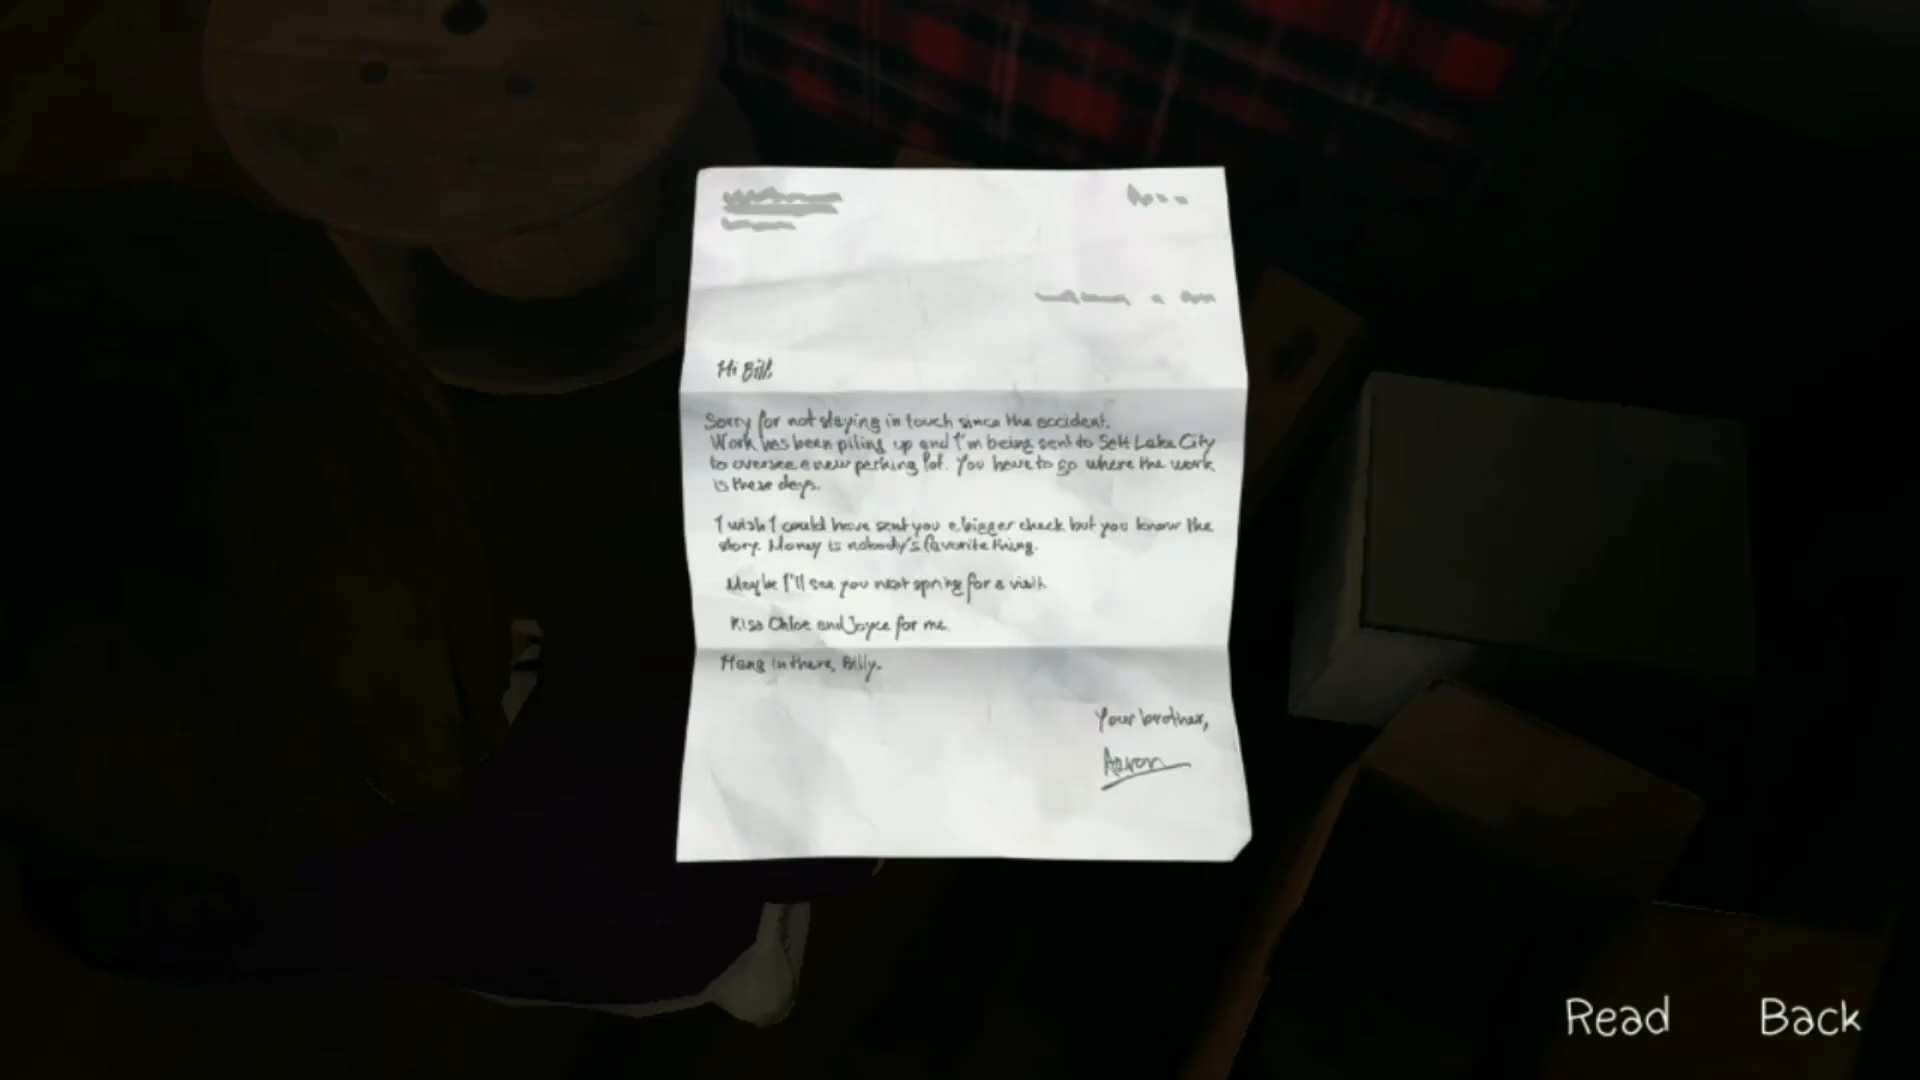 Hi Bill,
Sorry for not staying in touch since the accident.
Work has been piling up and I'm being sent to Salt Lake City
to oversee a new parking lot. You have to go where the work
is these days.
I wish I could have sent you a bigger check but you know the
story. Money is nobody's favorite thing.
Maybe I'll see you next spring for a visit.
Kiss Chloe and Joyce for me.
Hang in there, Billy.
Your brother,
Aaron
Read Back